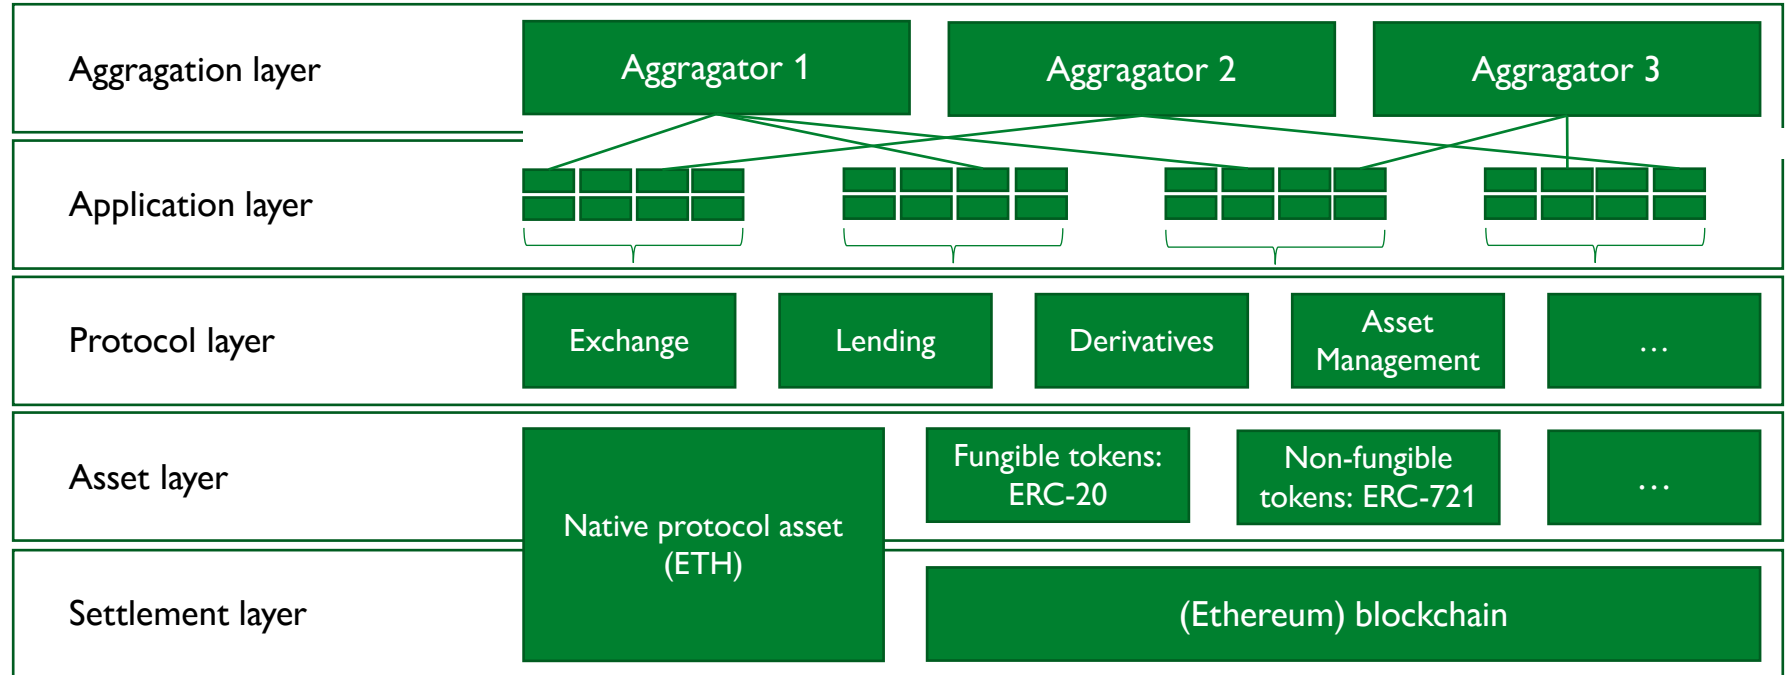 Aggragation layer
Aggragator 1
Aggragator 2
Aggragator 3
Application layer
Protocol layer
Exchange
Lending
Derivatives
Asset
Management
...
Asset layer
Native protocol asset
(ETH)
Fungible tokens:
ERC-20
Non-fungible
tokens: ERC-721
...
Settlement layer
(Ethereum) blockchain